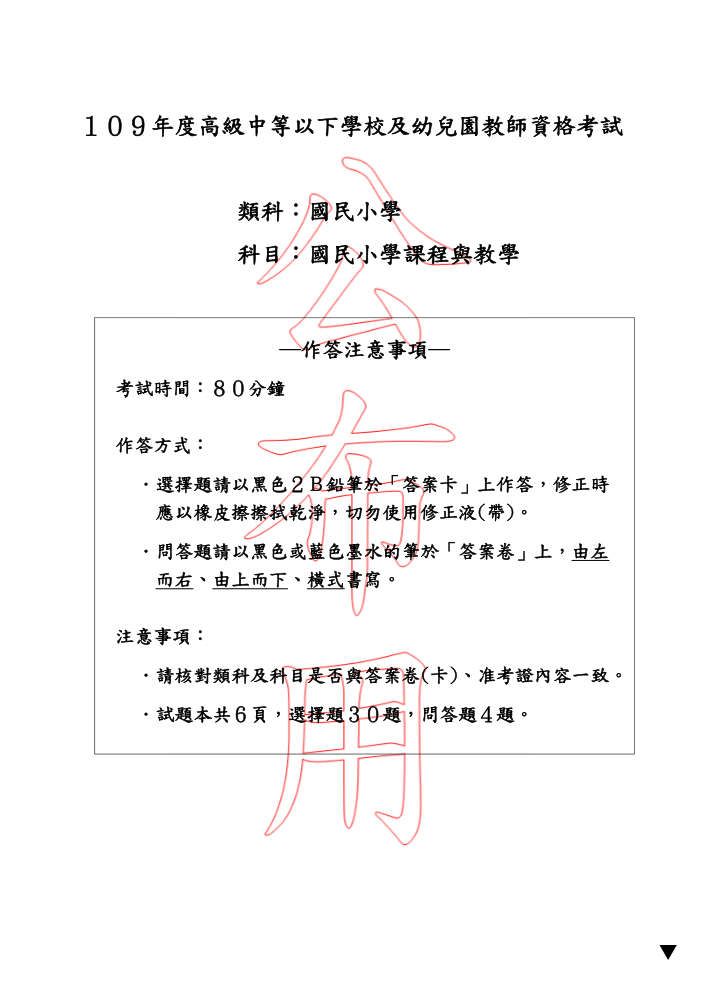 １０９年度高級中等以下學校及幼兒園教師資格考試
類科：國民小學
科目：國民小學課程與教學
—作答注意事項—
考試時間：８０分鐘
作答方式：
．選擇題請以黑色２Ｂ鉛筆於「答案卡」上作答，修正時
應以橡皮擦擦拭乾淨，切勿使用修正液(帶)。
．問答題請以黑色或藍色墨水的筆於「答案卷」上，由左
而右、由上而下、橫式書寫。
注意事項：
．請核對類科及科目是否與答案卷(卡)、准考證內容一致。
．試題本共６頁，選擇題３０題，問答題４題。
公
布
用